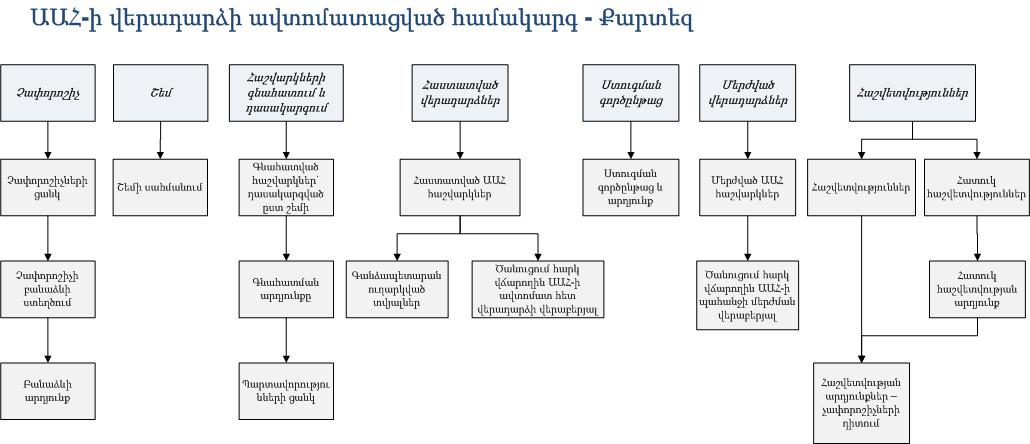 ԱԱՀ-ի վերադարձի ավտոմատացված համակարգ - Քարտեզ
Չափորոշիչ
Շեմ
Հաշվարկների
գնահատում և
դասակարգում
Հաստատված
վերադարձներ
Ստուգման
գործընթաց
Մերժված
վերադարձներ
Հաշվետվություններ
Չափորոշիչների
ցանկ
Շեմի սահմանում
Գնահատված
հաշվարկներ՝
դասակարգված
ըստ շեմի
Հաստատված ԱԱՀ
հաշվարկներ
Ստուգման
գործընթաց և
արդյունք
Մերժված ԱԱՀ
հաշվարկներ
Հաշվետվություններ
Հատուկ
հաշվետվություններ
Չափորոշիչի
բանաձևի
ստեղծում
Գնահատման
արդյունքը
Գանձապետարան
ուղարկված
տվյալներ
Ծանուցում հարկ
վճարողին ԱԱՀ-ի
ավտոմատ հետ
վերադարձի վերաբերյալ
Ծանուցում հարկ
վճարողին ԱԱՀ-ի
պահանջի մերժման
վերաբերյալ
Հատուկ
հաշվետվության
արդյունք
Բանաձևի
արդյունք
Պարտավորությու
նների ցանկ
Հաշվետվության
արդյունքներ –
չափորոշիչների
դիտում